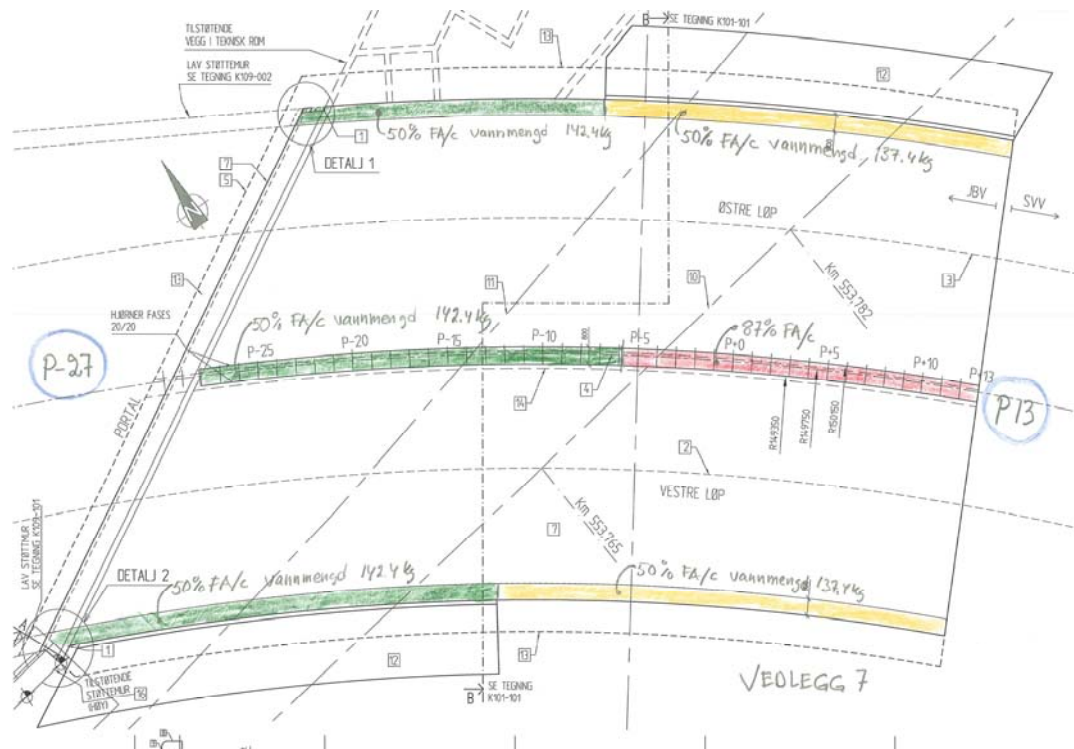 B
SE TEGNING K101-101
TILSTØTENDE
VEGG I TEKNISK ROM
LAV STØTTEMUR
SE TEGNING K109-002
13
12
1
50% FA/c vannmengd 142.4kg
50% FA/c vannmengd 137.4kg
DETALJ 1
7
5
N
JBV
SVV
ØSTRE LØP
3
13
11
10
Km 553.782
HJØRNER FASES
20/20
50% FA/c vannmengd 142.4kg
87% FA/c
P-25
P-20
P-15
P-10
P-5
P+0
P+5
P+10
P+13
800
P-27
P13
14
4
PORTAL
R149350
R149750
R150150
2
VESTRE LØP
LAV STØTTMUR
SE TEGNING K109-101
Km 553.765
7
DETALJ 2
50% FA/c vannmengd 142.4kg
50% FA/c vannmengd 137.4kg
1
12
13
TILSTØTENDE
STØTTEMUR
(HØY)
16
B
SE TEGNING
K101-101
VEDLEGG 7